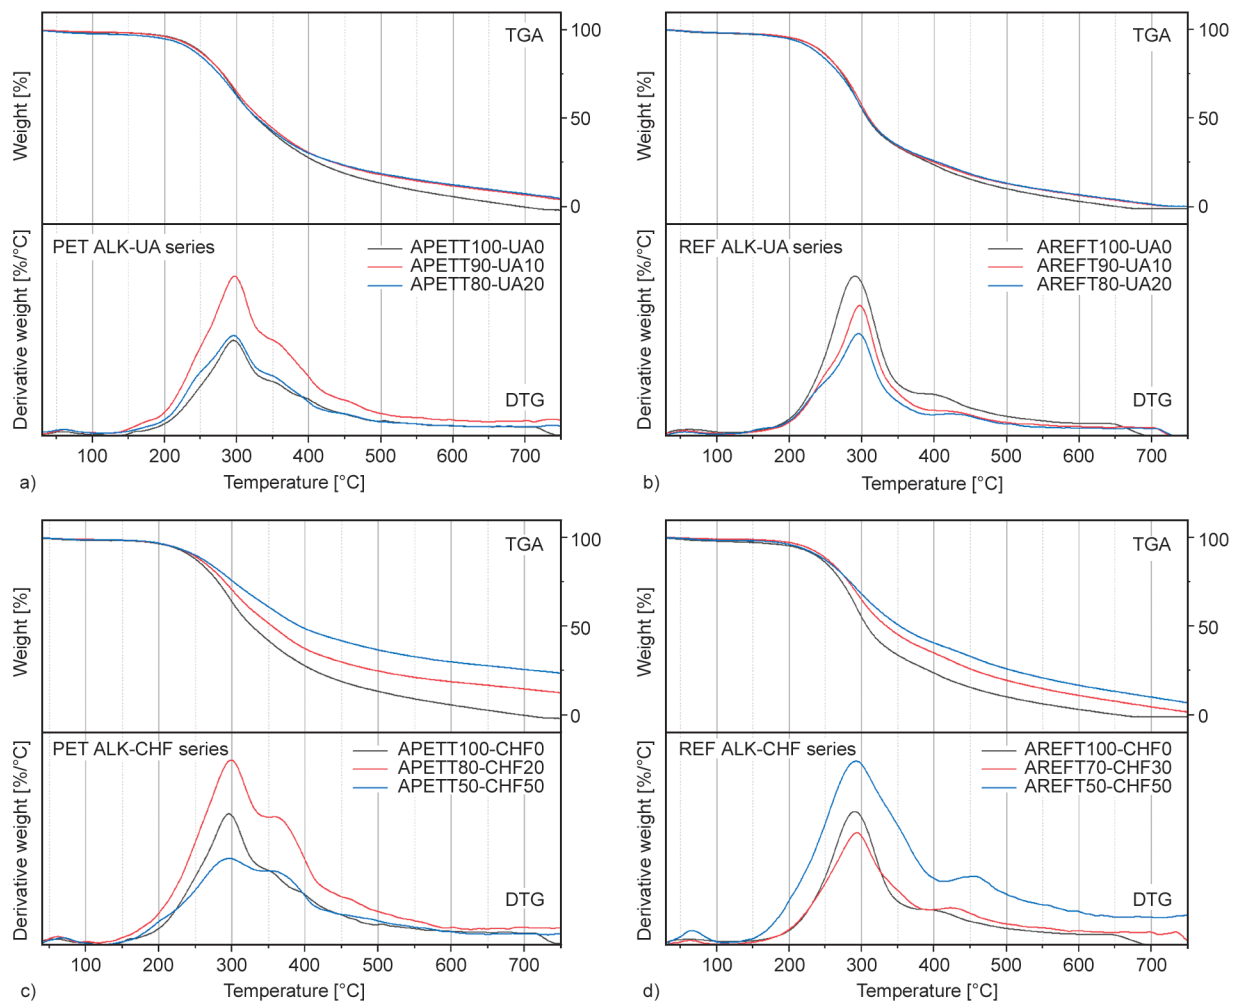 TGA
100
50
0
Weight [%]
PET ALK-UA series
APETT100-UA0
APETT90-UA10
APETT80-UA20
DTG
Derivative weight [%/°C]
100 200 300 400 500 600 700
a)
Temperature [°C]
TGA
100
50
0
Weight [%]
REF ALK-UA series
AREFT100-UA0
AREFT90-UA10
AREFT80-UA20
DTG
Derivative weight [%/°C]
100 200 300 400 500 600 700
b)
Temperature [°C]
TGA
100
50
0
Weight [%]
PET ALK-CHF series
APETT100-CHF0
APETT80-CHF20
APETT50-CHF50
DTG
Derivative weight [%/°C]
100 200 300 400 500 600 700
c)
Temperature [°C]
TGA
100
50
0
Weight [%]
REF ALK-CHF series
AREFT100-CHF0
AREFT70-CHF30
AREFT50-CHF50
DTG
Derivative weight [%/°C]
100 200 300 400 500 600 700
d)
Temperature [°C]